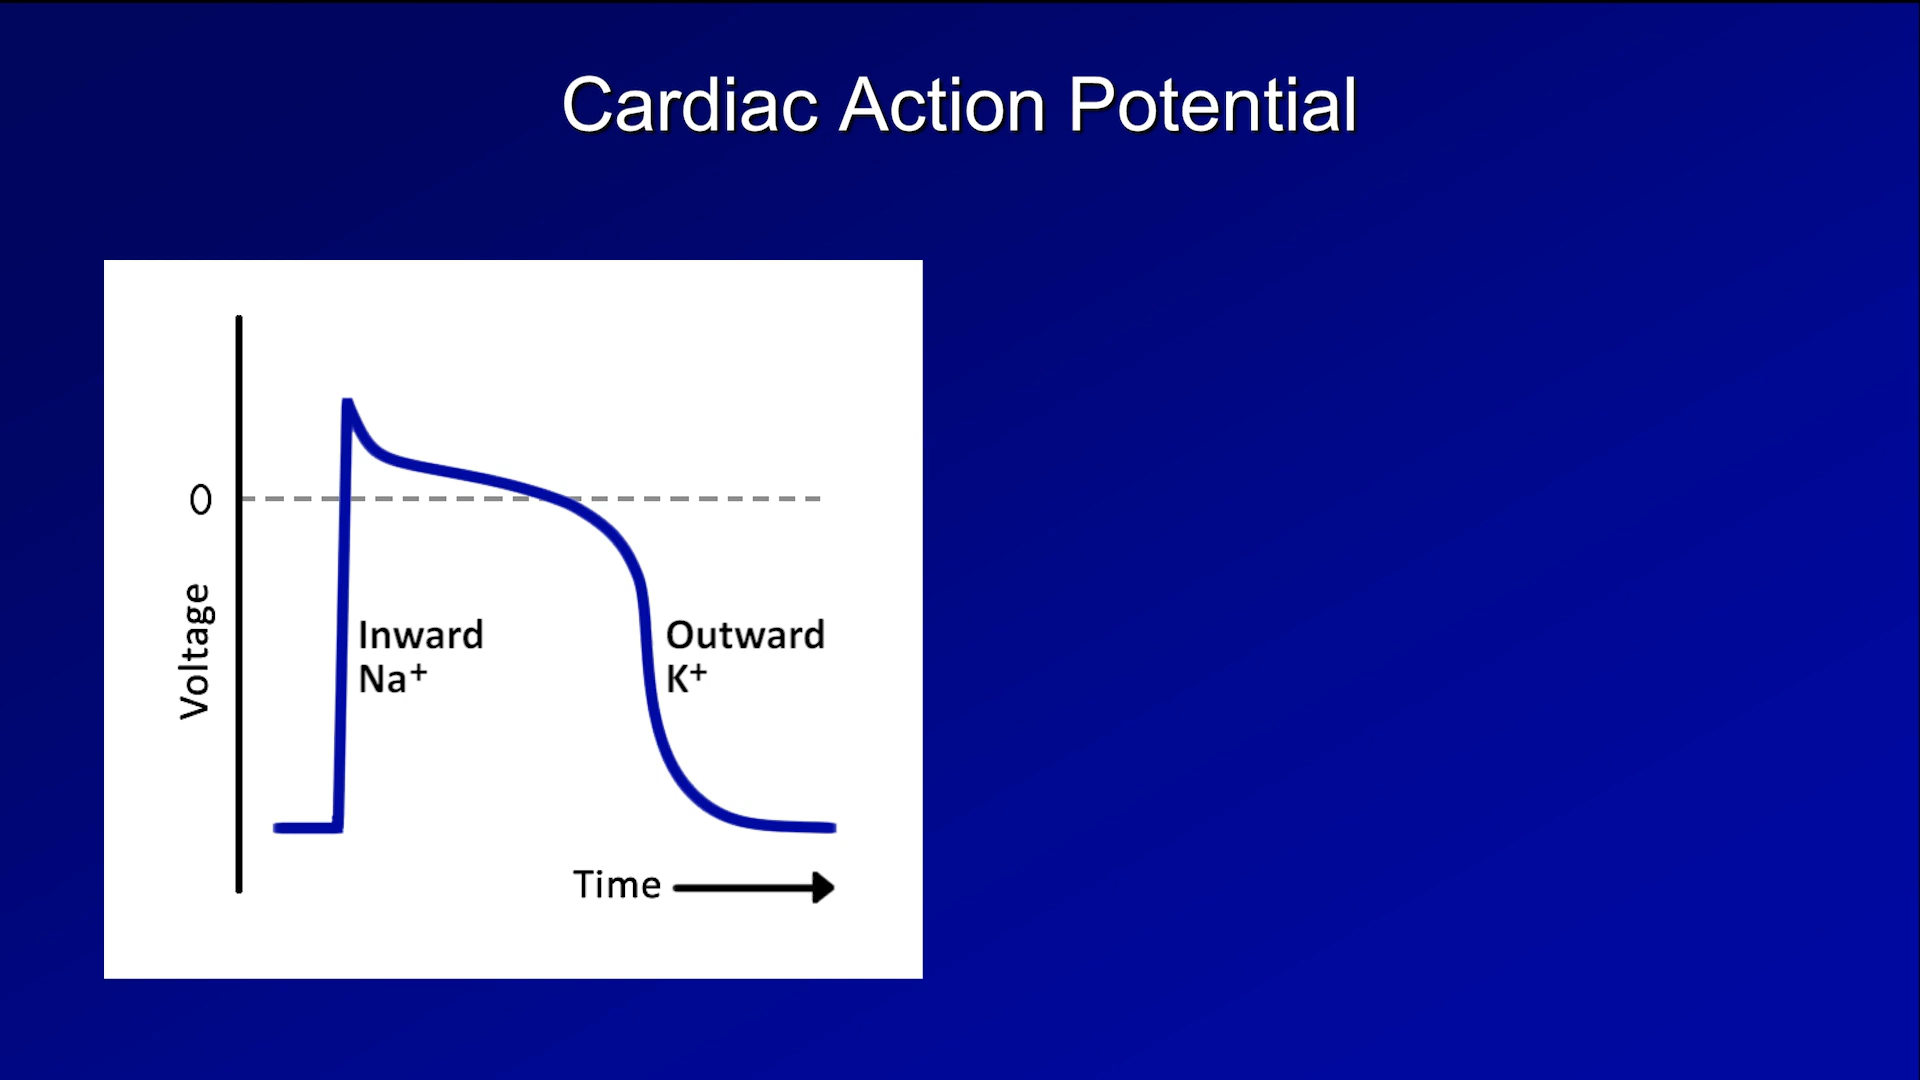 Cardiac Action Potential
0
Voltage
Inward
Na⁺
Outward
K⁺
Time